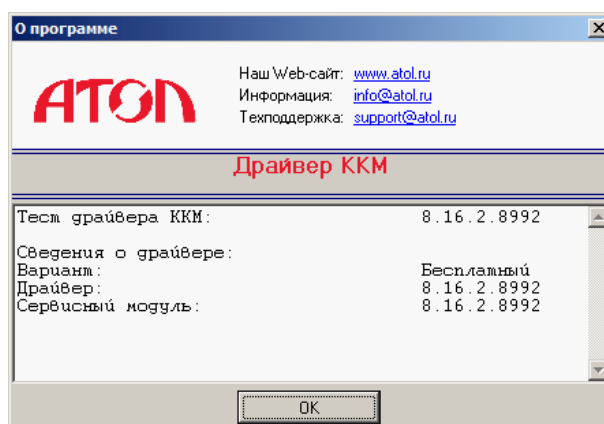 О программе
АТОЛ
Наш Web-сайт: www.atol.ru
Информация: info@atol.ru
Техподдержка: support@atol.ru
Драйвер ККМ
Тест драйвера ККМ: 8.16.2.8992
Сведения о драйвере:
Вариант: Бесплатный
Драйвер: 8.16.2.8992
Сервисный модуль: 8.16.2.8992
OK